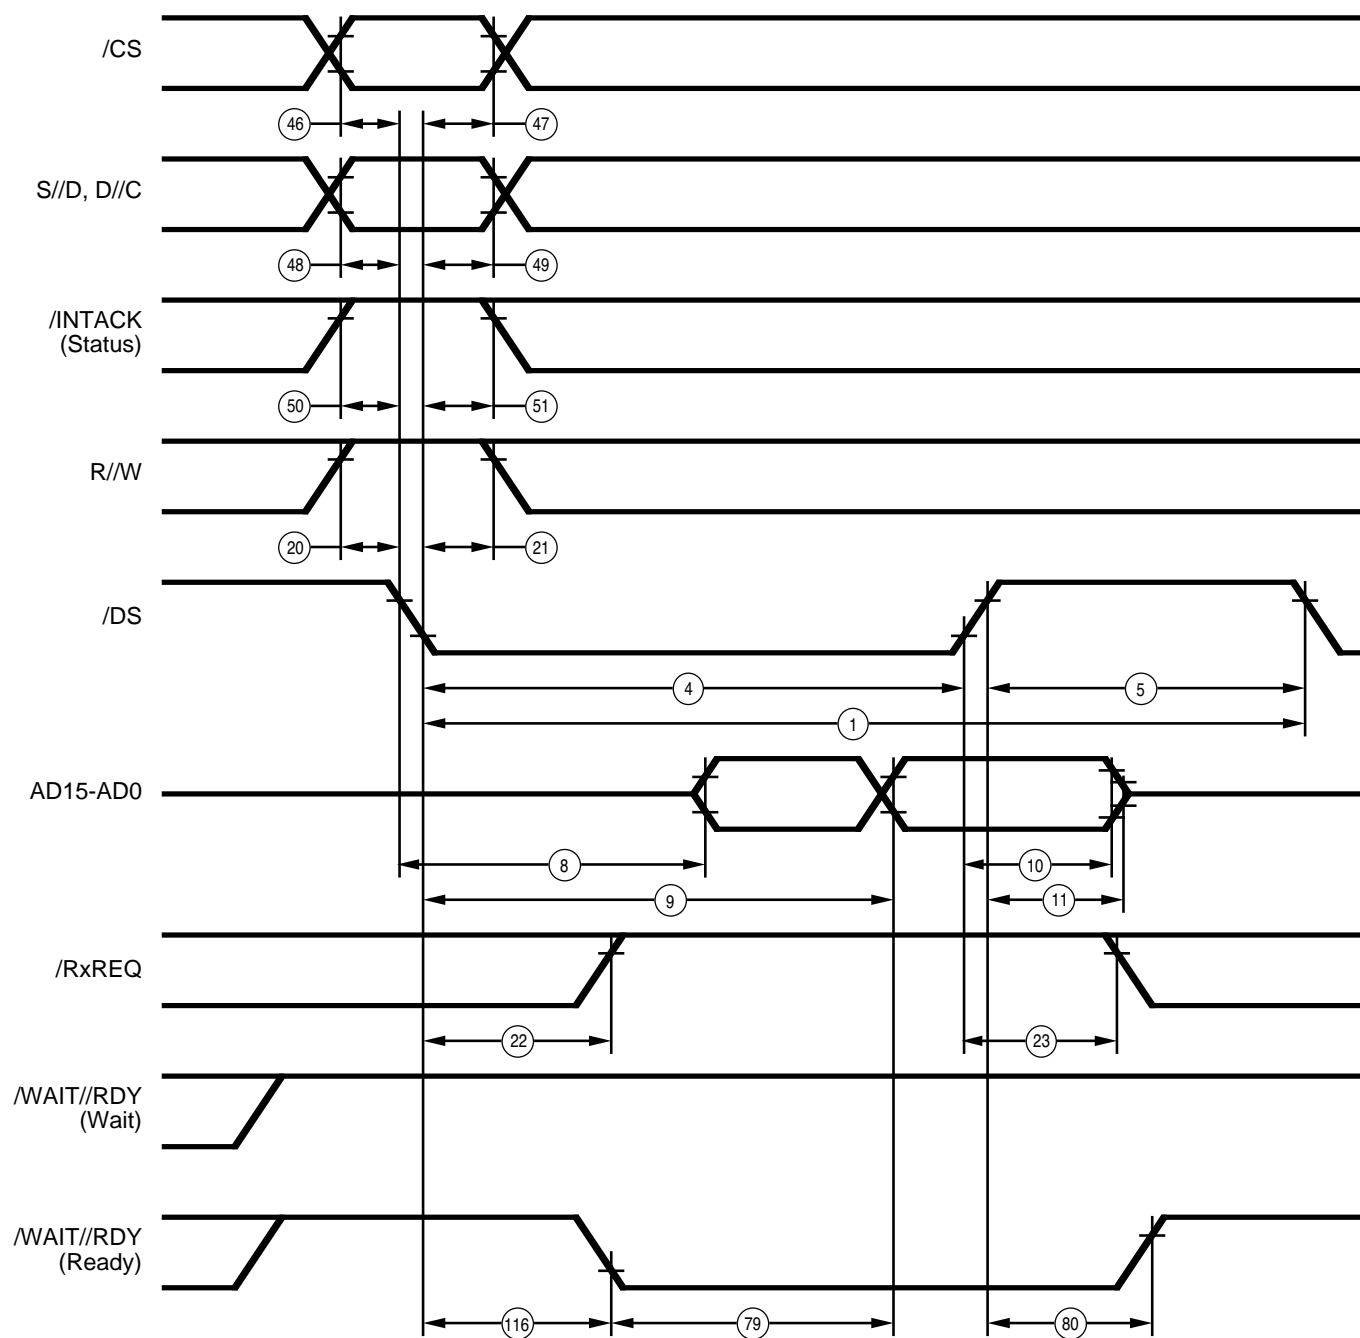 /CS
46
47
S//D, D//C
48
49
/INTACK
(Status)
50
51
R//W
20
21
/DS
4
5
1
AD15-AD0
8
10
9
11
/RxREQ
22
23
/WAIT//RDY
(Wait)
/WAIT//RDY
(Ready)
116
79
80